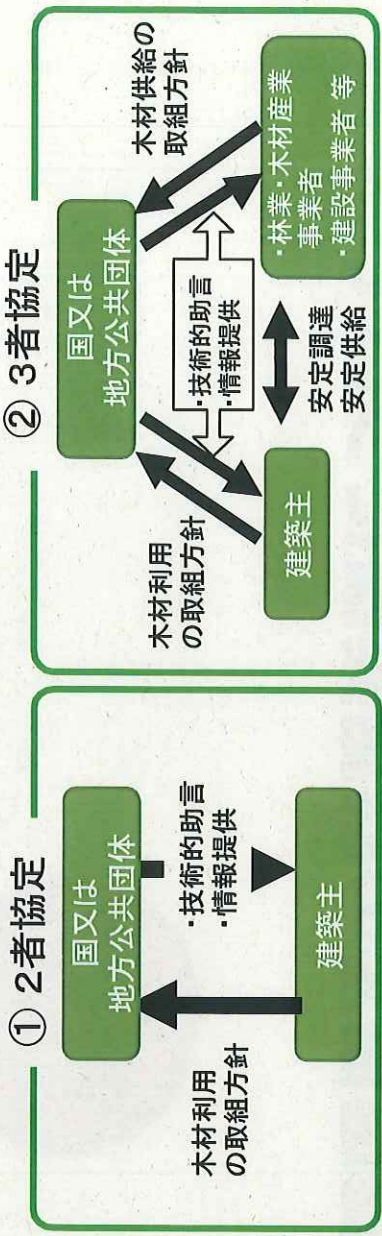 ① 2者協定
国又は
地方公共団体
木材利用
の取組方針
・技術的助言
・情報提供
建築主
② 3者協定
国又は
地方公共団体
木材利用
の取組方針
・技術的助言
・情報提供
木材供給の
取組方針
建築主
安定調達
安定供給
・林業・木材産業
事業者
・建設事業者 等